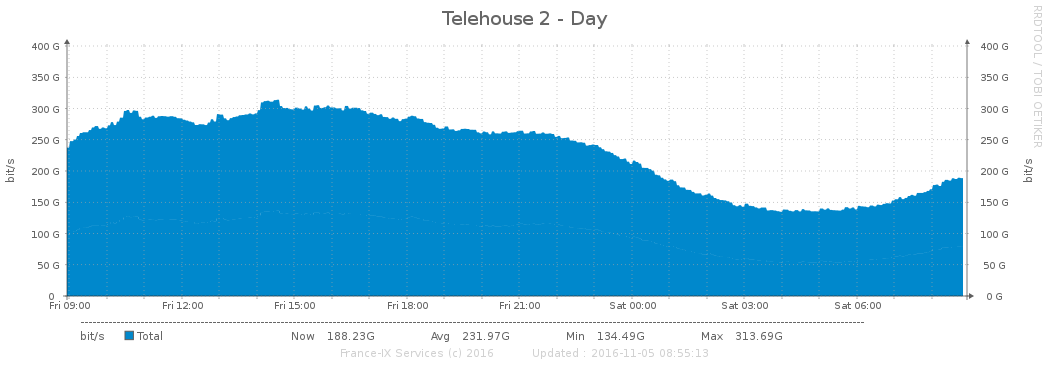 Telehouse 2 - Day
RRDTOOL / TOBI OETIKER
400 G 400 G
350 G 350 G
300 G 300 G
250 G 250 G
200 G 200 G
150 G 150 G
100 G 100 G
50 G 50 G
0 0 G
bit/s bit/s
Fri 09:00 Fri 12:00 Fri 15:00 Fri 18:00 Fri 21:00 Sat 00:00 Sat 03:00 Sat 06:00
bit/s Total Now 188.23G Avg 231.97G Min 134.49G Max 313.69G
France-IX Services (c) 2016 Updated : 2016-11-05 08:55:13